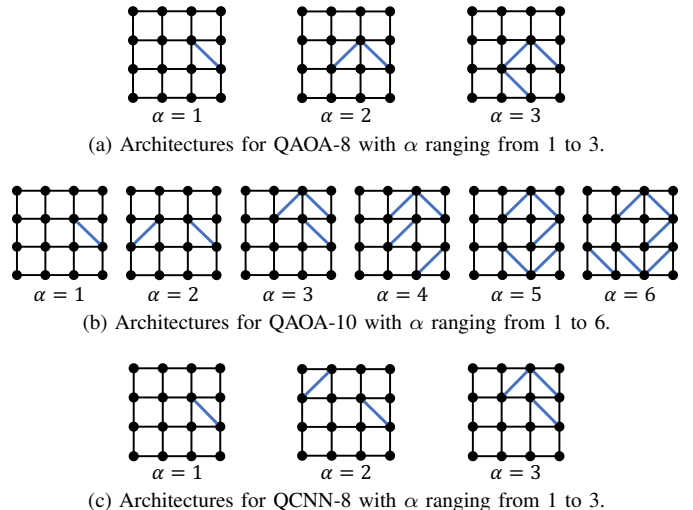 α = 1 α = 2 α = 3
(a) Architectures for QAOA-8 with α ranging from 1 to 3.
α = 1 α = 2 α = 3 α = 4 α = 5 α = 6
(b) Architectures for QAOA-10 with α ranging from 1 to 6.
α = 1 α = 2 α = 3
(c) Architectures for QCNN-8 with α ranging from 1 to 3.